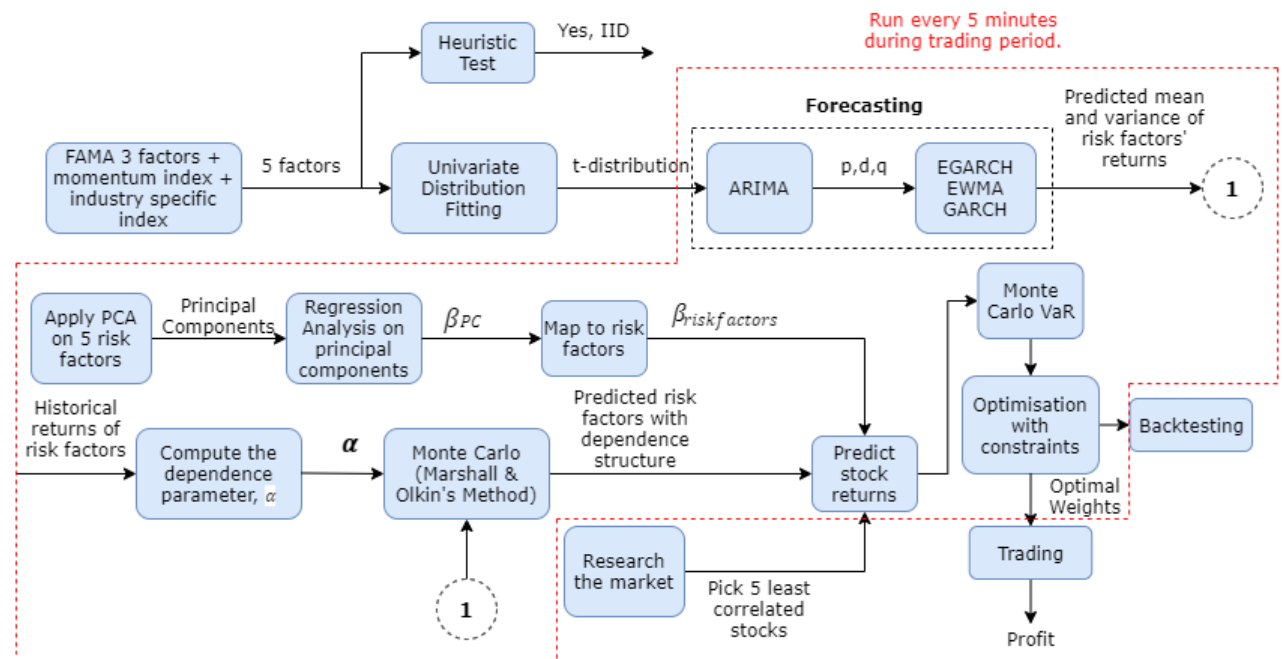 Run every 5 minutes
during trading period.
Heuristic
Test
Yes, IID
FAMA 3 factors +
momentum index +
industry specific
index
5 factors
Univariate
Distribution
Fitting
t-distribution
Forecasting
ARIMA
p,d,q
EGARCH
EWMA
GARCH
Predicted mean
and variance of
risk factors'
returns
1
Apply PCA
on 5 risk
factors
Principal
Components
Regression
Analysis on
principal
components
βPC
Map to risk
factors
βriskfactors
Monte
Carlo VaR
Historical
returns of
risk factors
Compute the
dependence
parameter, α
α
Monte Carlo
(Marshall &
Olkin's Method)
Predicted risk
factors with
dependence
structure
Predict
stock
returns
Optimisation
with
constraints
Backtesting
Optimal
Weights
1
Research
the market
Pick 5 least
correlated
stocks
Trading
Profit